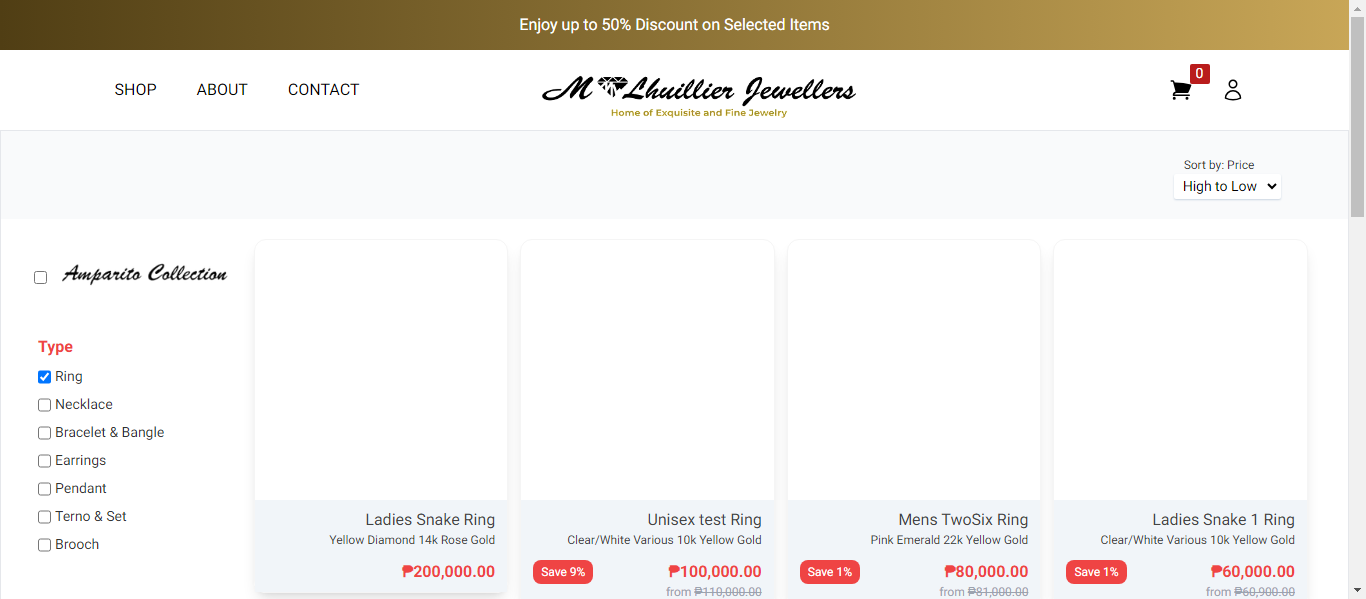 Enjoy up to 50% Discount on Selected Items
SHOP ABOUT CONTACT
M Lhuillier Jewellers
Home of Exquisite and Fine Jewelry
0
Sort by: Price
High to Low
Amparito Collection
Type
Ring
Necklace
Bracelet & Bangle
Earrings
Pendant
Terno & Set
Brooch
Ladies Snake Ring
Yellow Diamond 14k Rose Gold
₱200,000.00
Unisex test Ring
Clear/White Various 10k Yellow Gold
Save 9% ₱100,000.00
from ₱110,000.00
Mens TwoSix Ring
Pink Emerald 22k Yellow Gold
Save 1% ₱80,000.00
from ₱81,000.00
Ladies Snake 1 Ring
Clear/White Various 10k Yellow Gold
Save 1% ₱60,000.00
from ₱60,900.00